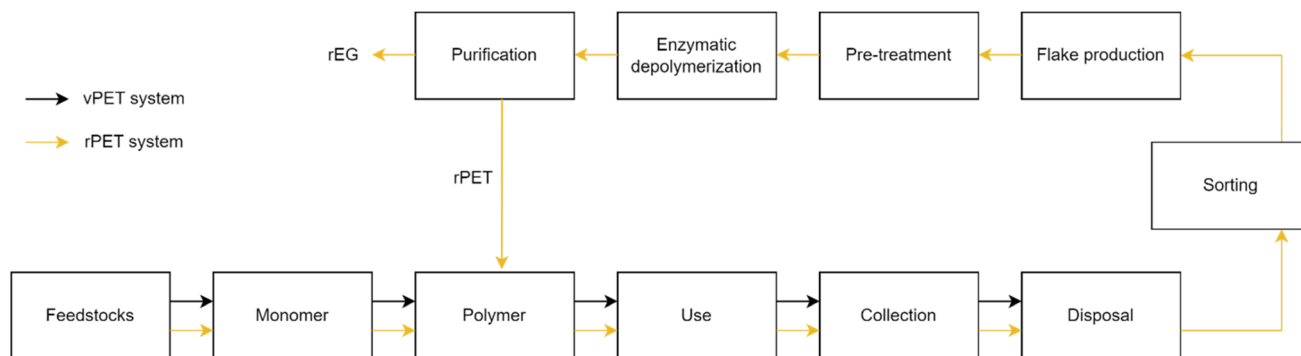 rEG
Purification
Enzymatic
depolymerization
Pre-treatment
Flake production
vPET system
rPET system
rPET
Sorting
Feedstocks
Monomer
Polymer
Use
Collection
Disposal